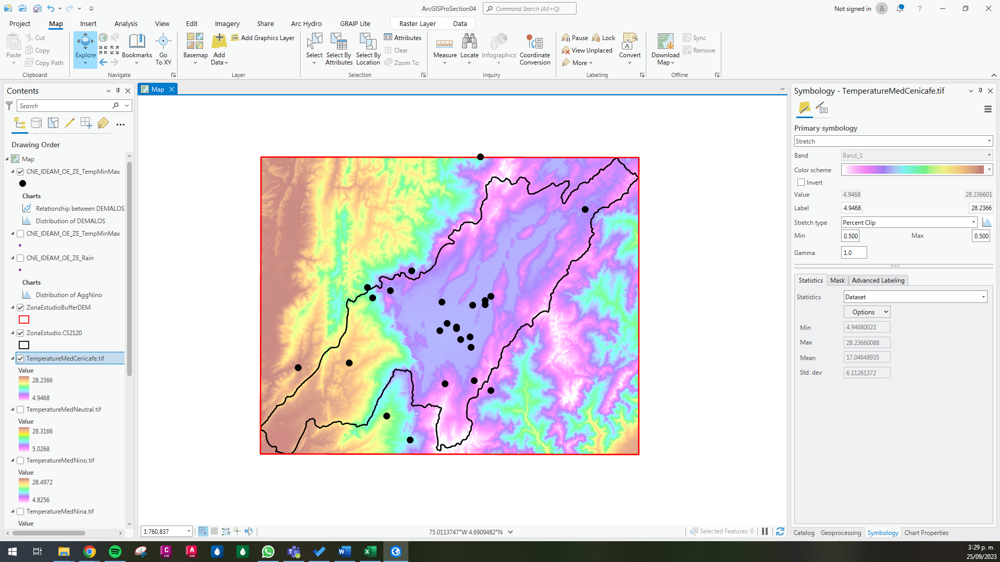 ArcGISProSection04
Command Search (Alt+Q)
Not signed in
?
Project
Map
Insert
Analysis
View
Edit
Imagery
Share
Arc Hydro
GRAIP Lite
Raster Layer
Data
Paste
Cut
Copy
Copy Path
Clipboard
Explore
Bookmarks
Go To XY
Navigate
Basemap
Add Data
Add Graphics Layer
Layer
Select
Select By Attributes
Select By Location
Attributes
Clear
Zoom To
Selection
Measure
Locate
Infographics
Coordinate Conversion
Inquiry
Pause
Lock
View Unplaced
More
Convert
Labeling
Download Map
Sync
Remove
Offline
Contents
Search
Drawing Order
Map
CNE_IDEAM_OE_ZE_TempMinMax
Charts
Relationship between DEMALOS
Distribution of DEMALOS
CNE_IDEAM_OE_ZE_TempMinMax
CNE_IDEAM_OE_ZE_Rain
Charts
Distribution of AggNino
ZonaEstudioBufferDEM
ZonaEstudio.CS2120
TemperatureMedCenicafe.tif
Value
28.2366
4.9468
TemperatureMedNeutral.tif
Value
28.3166
5.0268
TemperatureMedNino.tif
Value
28.4972
4.8256
TemperatureMedNina.tif
Value
Map
1:760,837
75.0113747°W 4.6909482°N
Selected Features: 0
Symbology - TemperatureMedCenicafe.tif
Primary symbology
Stretch
Band
Band_1
Color scheme
Invert
Value
4.9468
28.236601
Label
4.9468
28.2366
Stretch type
Percent Clip
Min
0.500
Max
0.500
Gamma
1.0
Statistics
Mask
Advanced Labeling
Statistics
Dataset
Options
Min
4.94680023
Max
28.23660088
Mean
17.04648935
Std. dev
6.11261372
Catalog
Geoprocessing
Symbology
Chart Properties
3:29 p. m.
25/09/2023